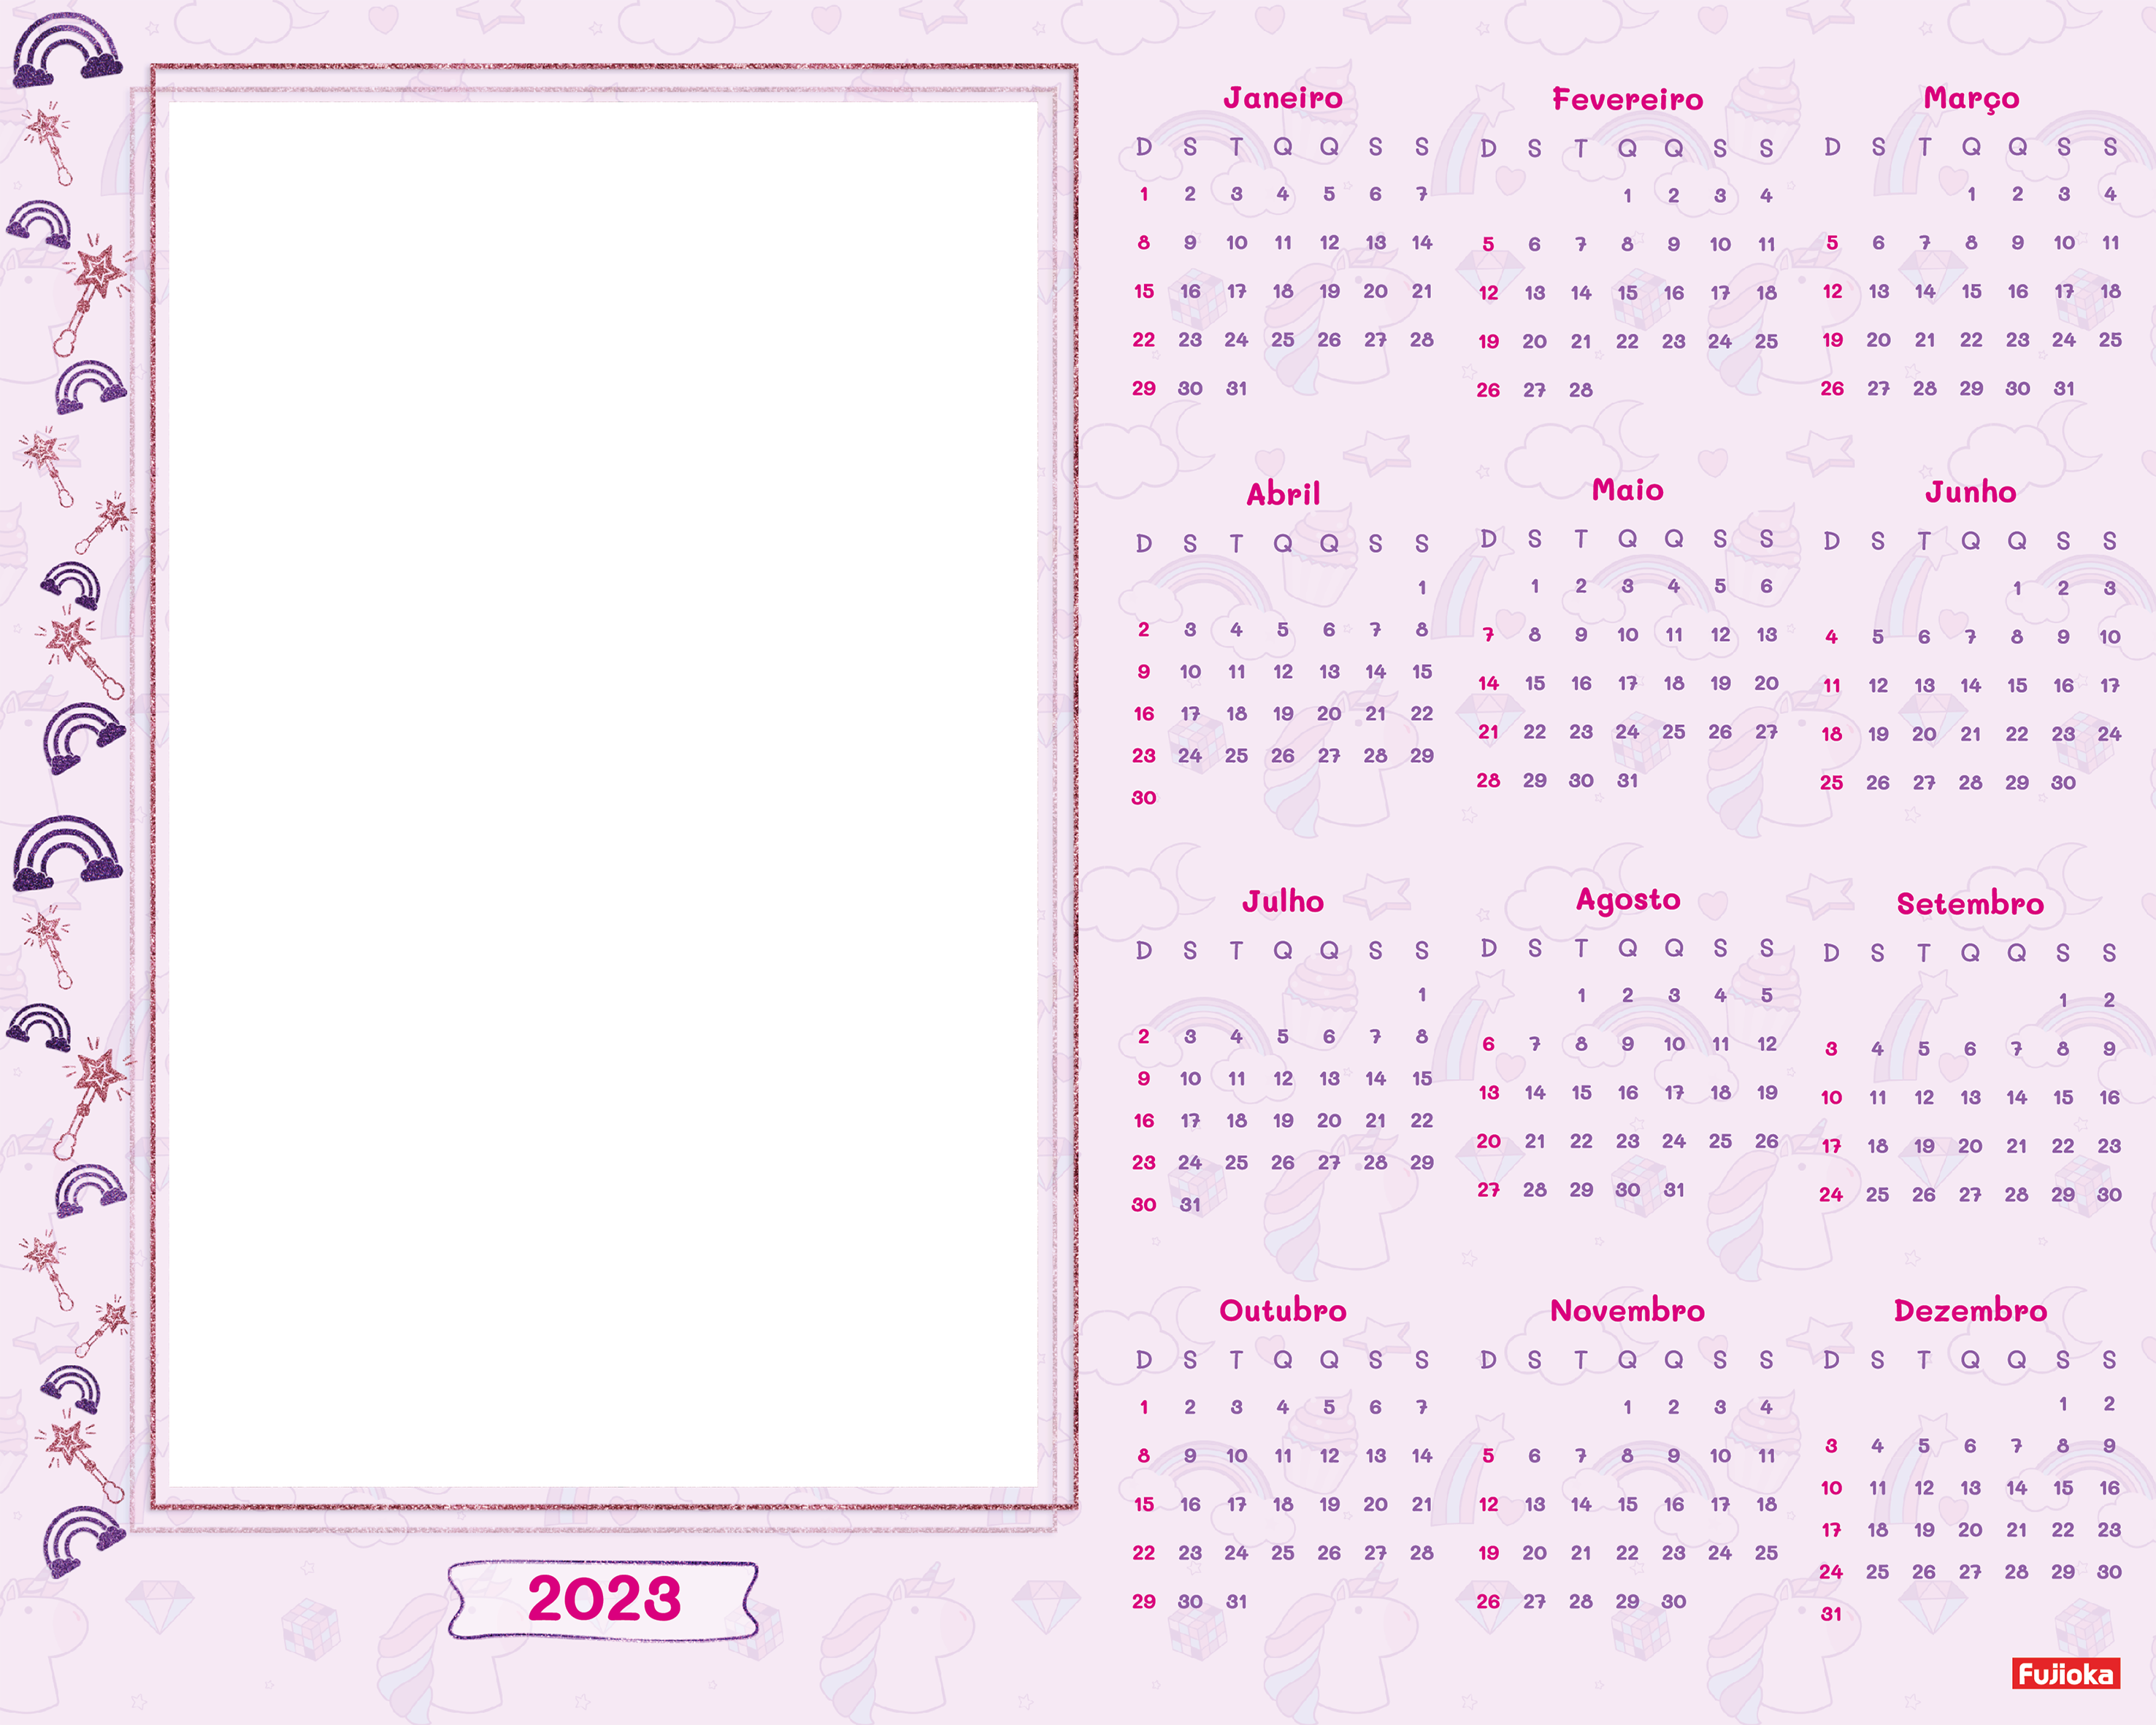 Janeiro
D S T Q Q S S
1 2 3 4 5 6 7
8 9 10 11 12 13 14
15 16 17 18 19 20 21
22 23 24 25 26 27 28
29 30 31
Fevereiro
D S T Q Q S S
1 2 3 4
5 6 7 8 9 10 11
12 13 14 15 16 17 18
19 20 21 22 23 24 25
26 27 28
Março
D S T Q Q S S
1 2 3 4
5 6 7 8 9 10 11
12 13 14 15 16 17 18
19 20 21 22 23 24 25
26 27 28 29 30 31
Abril
D S T Q Q S S
1
2 3 4 5 6 7 8
9 10 11 12 13 14 15
16 17 18 19 20 21 22
23 24 25 26 27 28 29
30
Maio
D S T Q Q S S
1 2 3 4 5 6
7 8 9 10 11 12 13
14 15 16 17 18 19 20
21 22 23 24 25 26 27
28 29 30 31
Junho
D S T Q Q S S
1 2 3
4 5 6 7 8 9 10
11 12 13 14 15 16 17
18 19 20 21 22 23 24
25 26 27 28 29 30
Julho
D S T Q Q S S
1
2 3 4 5 6 7 8
9 10 11 12 13 14 15
16 17 18 19 20 21 22
23 24 25 26 27 28 29
30 31
Agosto
D S T Q Q S S
1 2 3 4 5
6 7 8 9 10 11 12
13 14 15 16 17 18 19
20 21 22 23 24 25 26
27 28 29 30 31
Setembro
D S T Q Q S S
1 2
3 4 5 6 7 8 9
10 11 12 13 14 15 16
17 18 19 20 21 22 23
24 25 26 27 28 29 30
Outubro
D S T Q Q S S
1 2 3 4 5 6 7
8 9 10 11 12 13 14
15 16 17 18 19 20 21
22 23 24 25 26 27 28
29 30 31
Novembro
D S T Q Q S S
1 2 3 4
5 6 7 8 9 10 11
12 13 14 15 16 17 18
19 20 21 22 23 24 25
26 27 28 29 30
Dezembro
D S T Q Q S S
1 2
3 4 5 6 7 8 9
10 11 12 13 14 15 16
17 18 19 20 21 22 23
24 25 26 27 28 29 30
31
2023
Fujioka